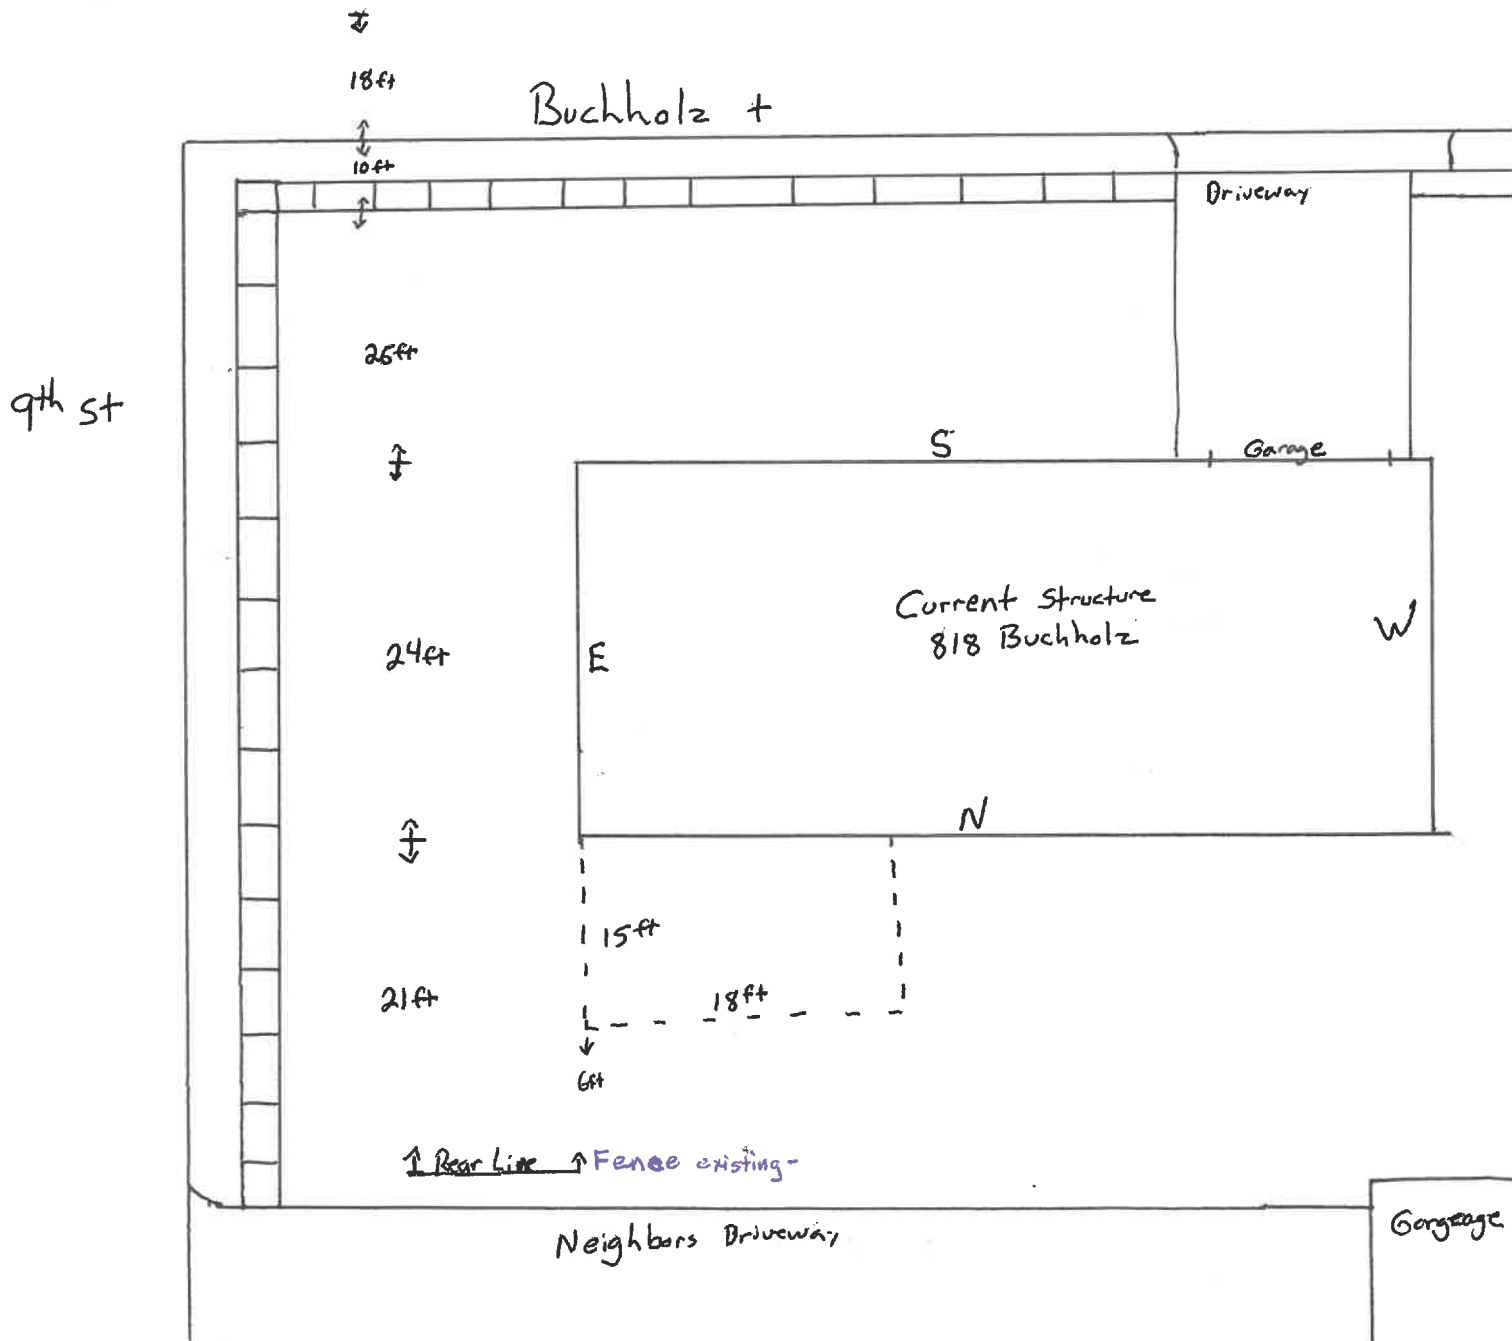 18ft
Buchholz +
10ft
Driveway
25ft
9th St
S
Garage
Current Structure
818 Buchholz
W
24ft
E
N
15ft
21ft
18ft
6ft
Rear Line
Fence existing-
Neighbors Driveway
Gargeage